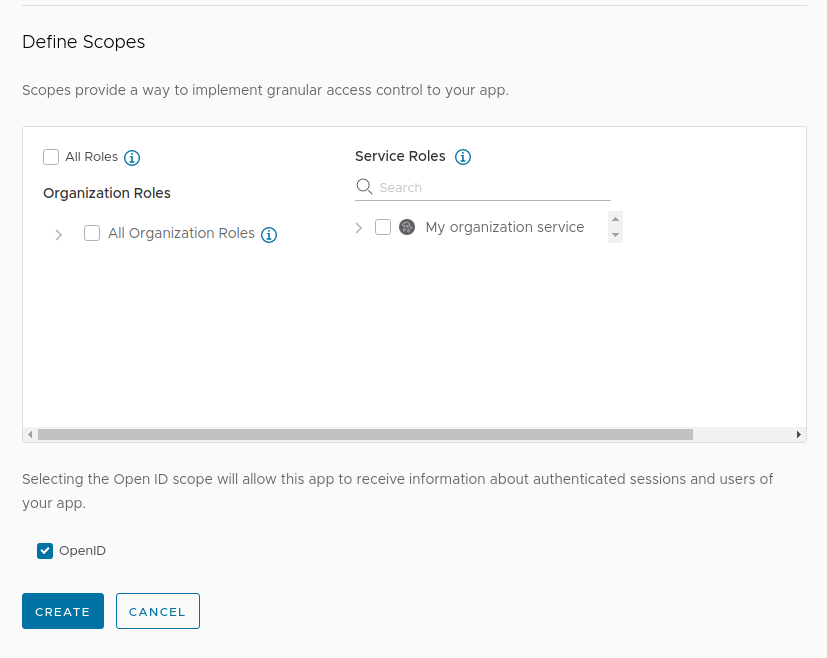 Define Scopes
Scopes provide a way to implement granular access control to your app.
All Roles
Organization Roles
All Organization Roles
Service Roles
Search
My organization service
Selecting the Open ID scope will allow this app to receive information about authenticated sessions and users of
your app.
OpenID
CREATE
CANCEL